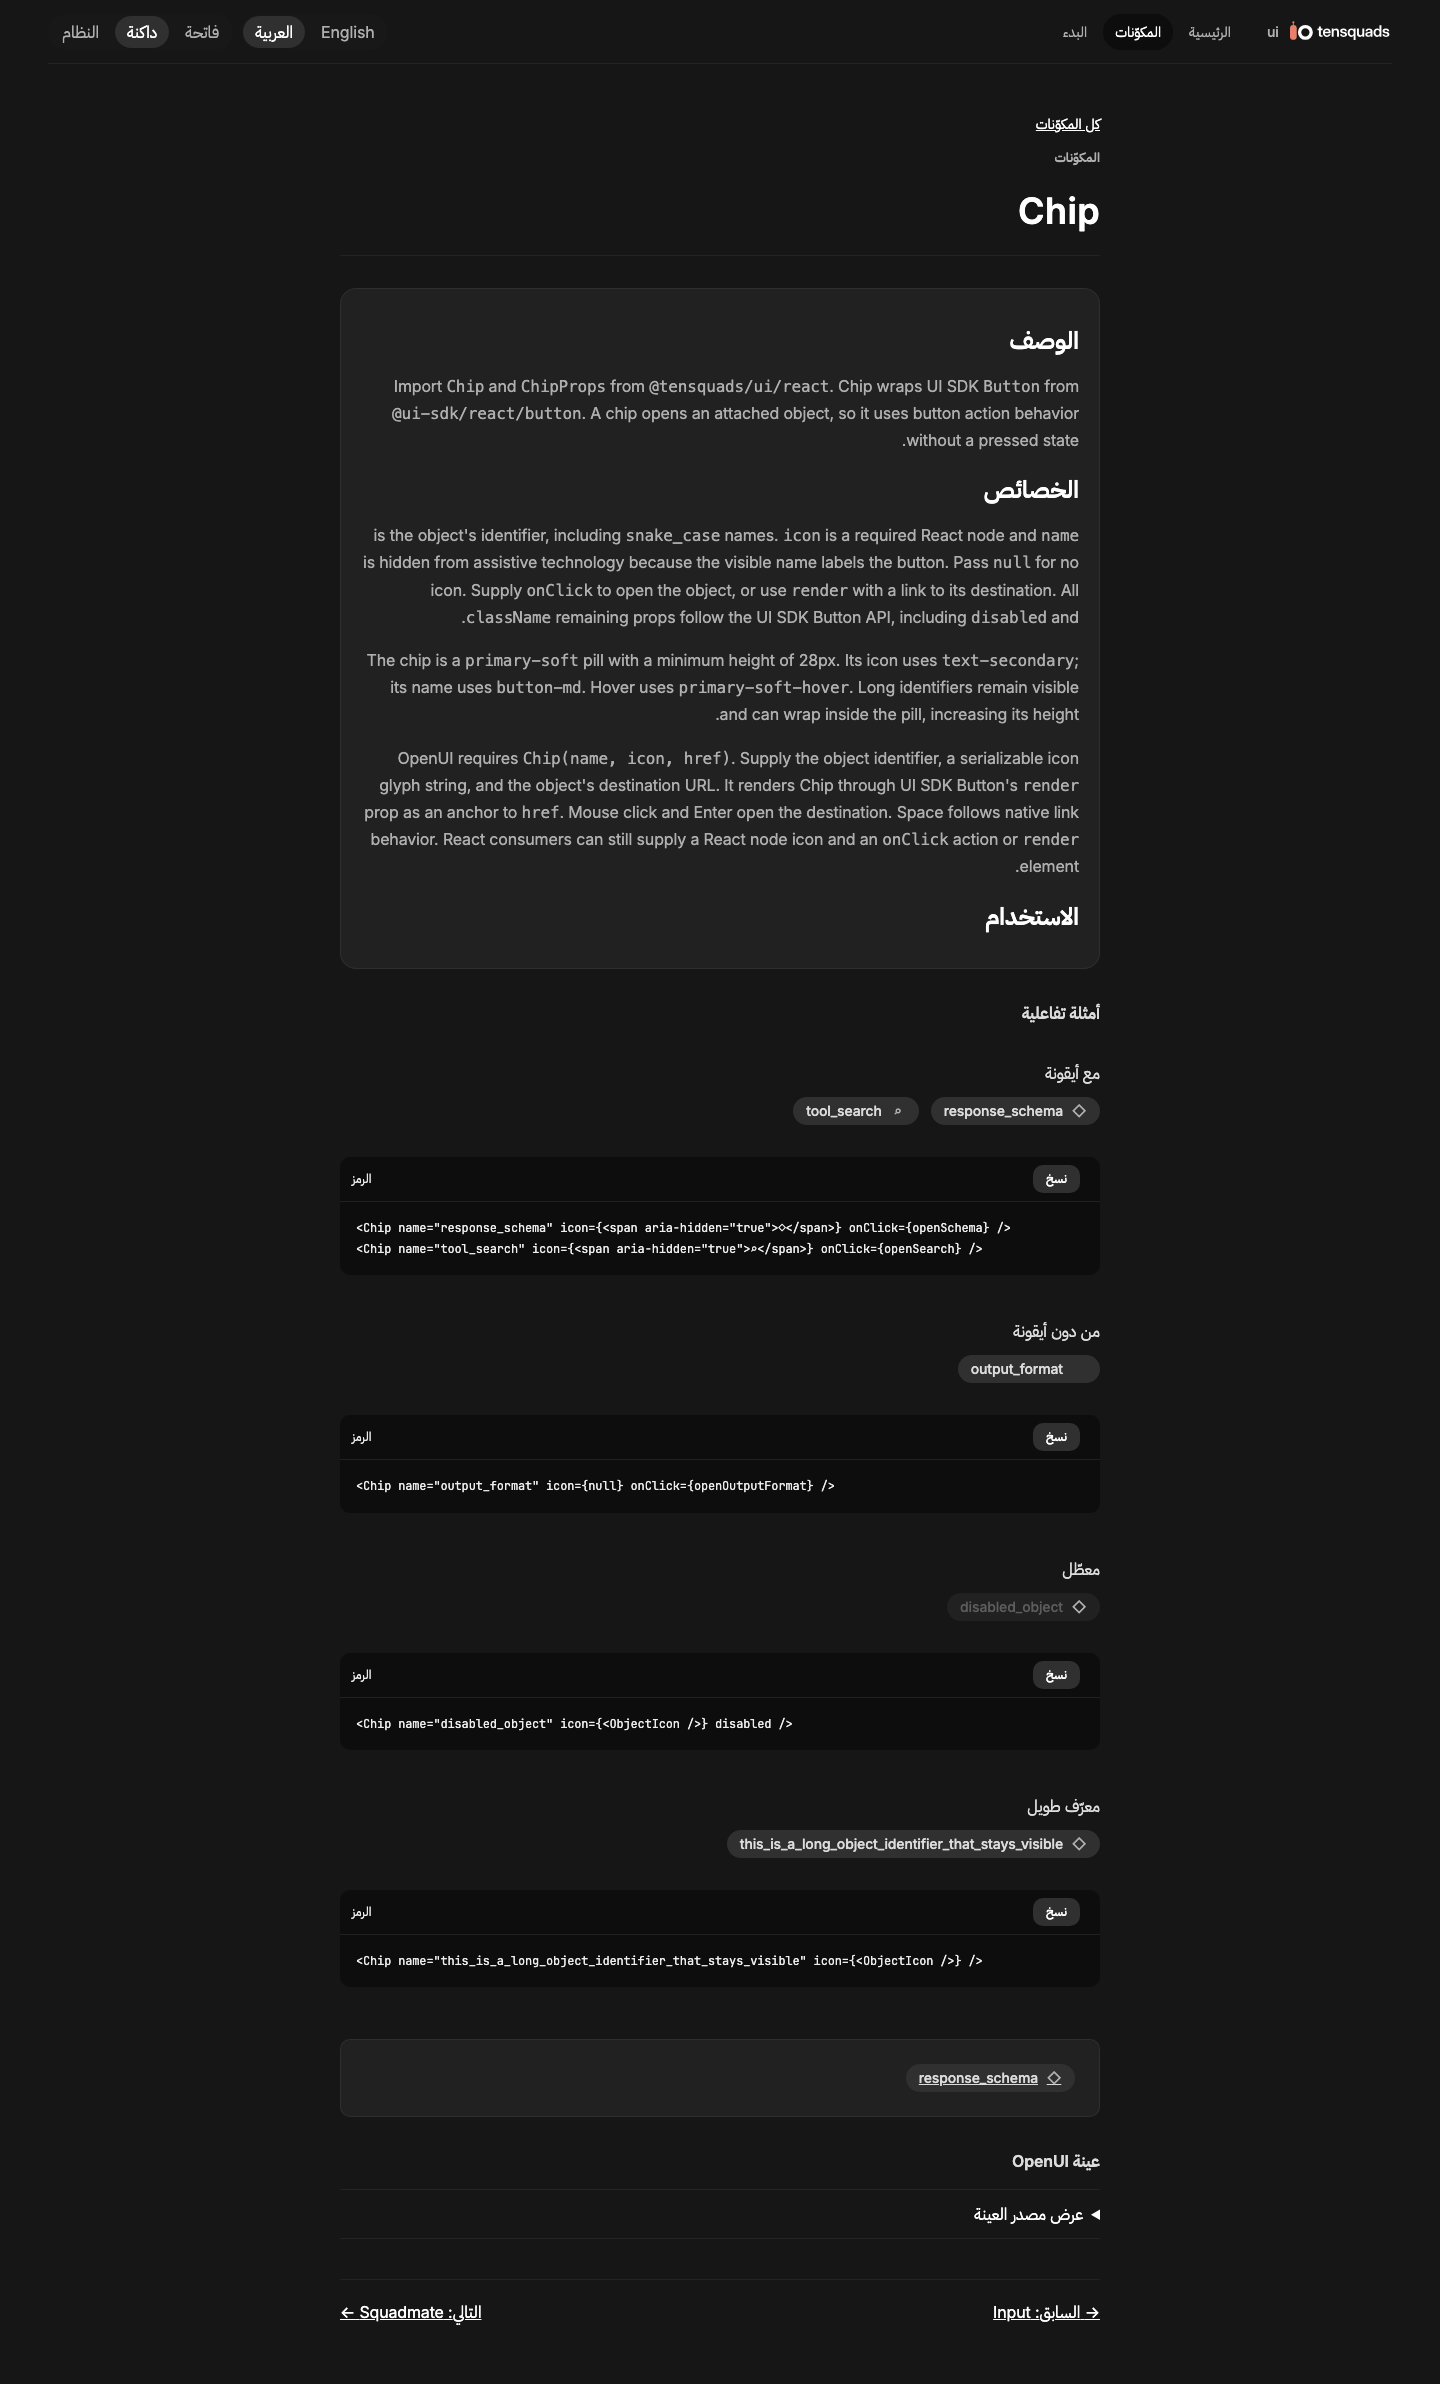 tensquads ui
الرئيسية
المكوّنات
البدء
English
العربية
فاتحة
داكنة
النظام
كل المكوّنات
المكوّنات
Chip
الوصف
Import Chip and ChipProps from @tensquads/ui/react. Chip wraps UI SDK Button from
@ui-sdk/react/button. A chip opens an attached object, so it uses button action behavior
without a pressed state.
الخصائص
name is the object's identifier, including snake_case names. icon is a required React node and
is hidden from assistive technology because the visible name labels the button. Pass null for no
icon. Supply onClick to open the object, or use render with a link to its destination. All
remaining props follow the UI SDK Button API, including disabled and className.
The chip is a primary-soft pill with a minimum height of 28px. Its icon uses text-secondary;
its name uses button-md. Hover uses primary-soft-hover. Long identifiers remain visible
and can wrap inside the pill, increasing its height.
OpenUI requires Chip(name, icon, href). Supply the object identifier, a serializable icon
glyph string, and the object's destination URL. It renders Chip through UI SDK Button's render
prop as an anchor to href. Mouse click and Enter open the destination. Space follows native link
behavior. React consumers can still supply a React node icon and an onClick action or render
element.
الاستخدام
أمثلة تفاعلية
مع أيقونة
◇ response_schema
⌕ tool_search
نسخ
الرمز
<Chip name="response_schema" icon={<span aria-hidden="true">◇</span>} onClick={openSchema} />
<Chip name="tool_search" icon={<span aria-hidden="true">⌕</span>} onClick={openSearch} />
من دون أيقونة
output_format
نسخ
الرمز
<Chip name="output_format" icon={null} onClick={openOutputFormat} />
معطّل
◇ disabled_object
نسخ
الرمز
<Chip name="disabled_object" icon={<ObjectIcon />} disabled />
معرّف طويل
◇ this_is_a_long_object_identifier_that_stays_visible
نسخ
الرمز
<Chip name="this_is_a_long_object_identifier_that_stays_visible" icon={<ObjectIcon />} />
◇ response_schema
عينة OpenUI
عرض مصدر العينة
→ السابق: Input
التالي: Squadmate ←